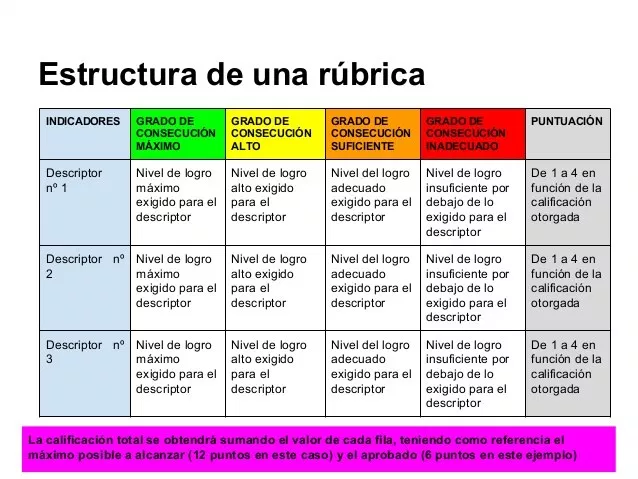 Estructura de una rúbrica
INDICADORES
GRADO DE
CONSECUCIÓN
MÁXIMO
GRADO DE
CONSECUCIÓN
ALTO
GRADO DE
CONSECUCIÓN
SUFICIENTE
GRADO DE
CONSECUCIÓN
INADECUADO
PUNTUACIÓN
Descriptor
nº 1
Nivel de logro
máximo
exigido para el
descriptor
Nivel de logro
alto exigido
para el
descriptor
Nivel del logro
adecuado
exigido para el
descriptor
Nivel de logro
insuficiente por
debajo de lo
exigido para el
descriptor
De 1 a 4 en
función de la
calificación
otorgada
Descriptor nº
2
Nivel de logro
máximo
exigido para el
descriptor
Nivel de logro
alto exigido
para el
descriptor
Nivel del logro
adecuado
exigido para el
descriptor
Nivel de logro
insuficiente por
debajo de lo
exigido para el
descriptor
De 1 a 4 en
función de la
calificación
otorgada
Descriptor nº
3
Nivel de logro
máximo
exigido para el
descriptor
Nivel de logro
alto exigido
para el
descriptor
Nivel del logro
adecuado
exigido para el
descriptor
Nivel de logro
insuficiente por
debajo de lo
exigido para el
descriptor
De 1 a 4 en
función de la
calificación
otorgada
La calificación total se obtendrá sumando el valor de cada fila, teniendo como referencia el
máximo posible a alcanzar (12 puntos en este caso) y el aprobado (6 puntos en este ejemplo)